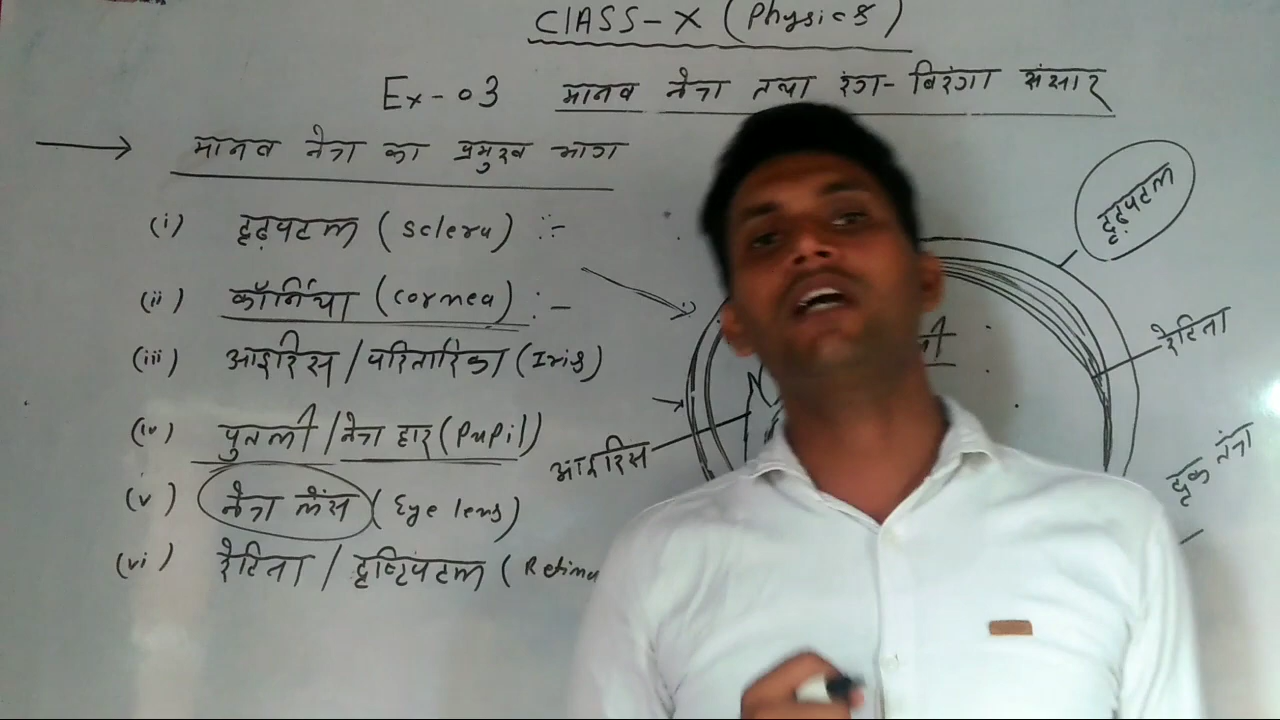 CLASS-X (Physics)
Ex-03 मानव नेत्र तथा रंग-बिरंगा संसार
मानव नेत्र का प्रमुख भाग
(i) दृढ़पटल (Sclera) :-
(ii) कॉर्निया (cornea) :-
(iii) आइरिस/परितारिका (Iris)
(iv) पुतली/नेत्र द्वार (Pupil)
(v) नेत्र लेंस (Eye lens)
(vi) रेटिना / दृष्टिपटल (Retina
दृढ़पटल
रेटिना
आइरिस
दृक तंत्रा